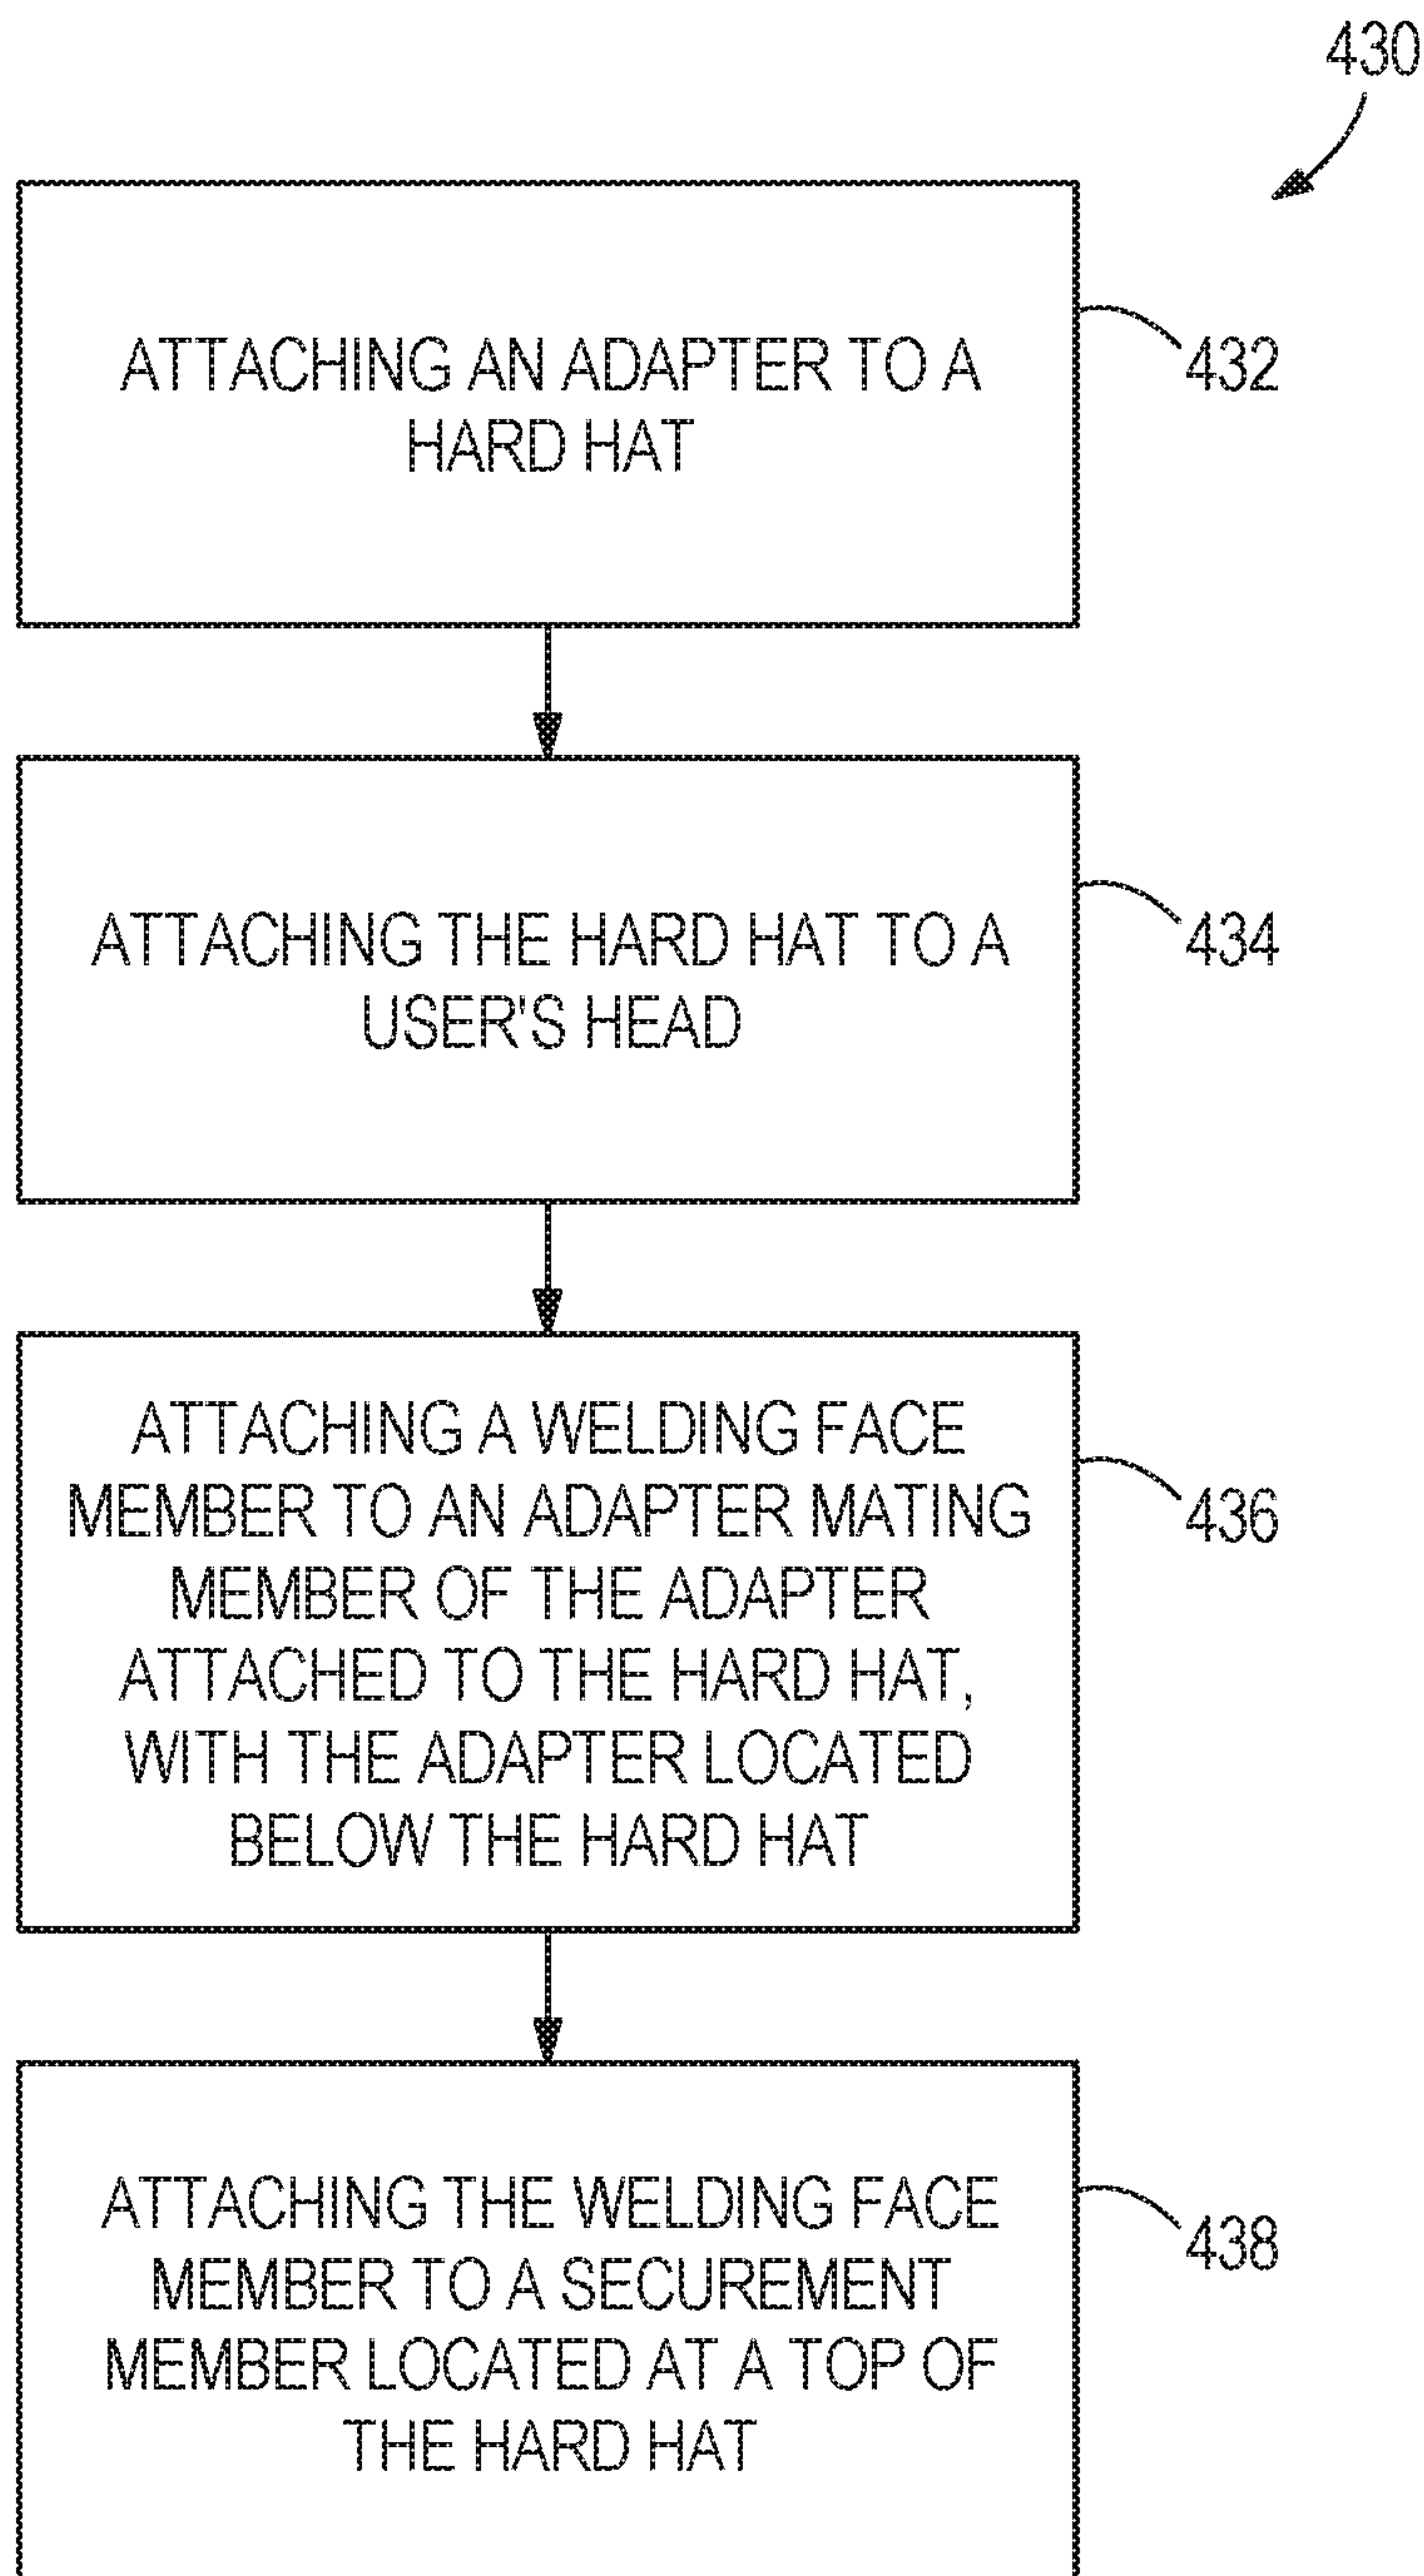 430
ATTACHING AN ADAPTER TO A
HARD HAT
432
ATTACHING THE HARD HAT TO A
USER'S HEAD
434
ATTACHING A WELDING FACE
MEMBER TO AN ADAPTER MATING
MEMBER OF THE ADAPTER
ATTACHED TO THE HARD HAT,
WITH THE ADAPTER LOCATED
BELOW THE HARD HAT
436
ATTACHING THE WELDING FACE
MEMBER TO A SECUREMENT
MEMBER LOCATED AT A TOP OF
THE HARD HAT
438